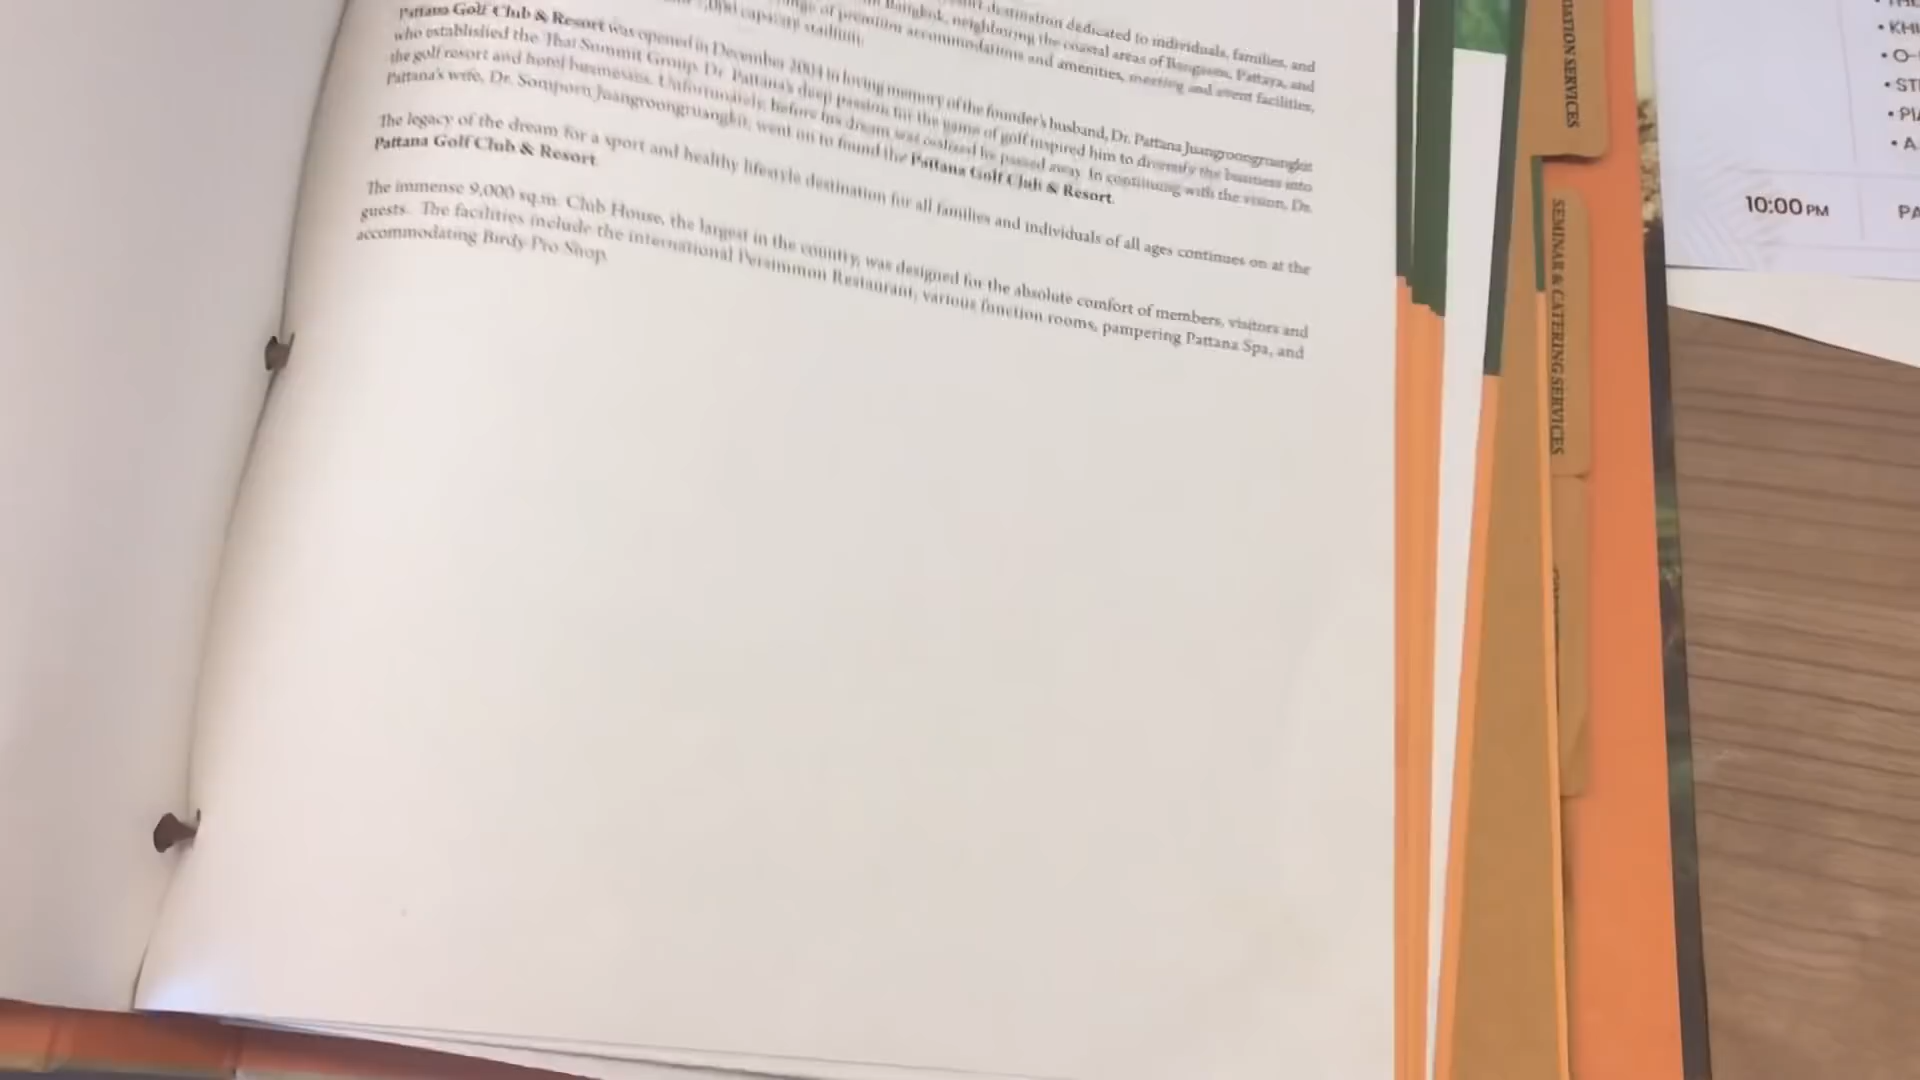 destination dedicated to individuals, families, and
Bangkok, neighboring the coastal areas of Bangsaen, Pattaya, and
of premium accommodations and amenities, meeting and event facilities,
capacity stadium.
Pattana Golf Club & Resort was opened in December 2004 in loving memory of the founder's husband, Dr. Pattana Juangroongruangkit
who established the Thai Summit Group. Dr. Pattana's deep passion for the game of golf inspired him to diversify the business into
the golf resort and hotel businesses. Unfortunately, before his dream was realized he passed away. In continuing with the vision, Dr.
Pattana's wife, Dr. Somporn Juangroongruangkit, went on to found the Pattana Golf Club & Resort.
The legacy of the dream for a sport and healthy lifestyle destination for all families and individuals of all ages continues on at the
Pattana Golf Club & Resort.
The immense 9,000 sq.m. Club House, the largest in the country, was designed for the absolute comfort of members, visitors and
guests. The facilities include the international Persimmon Restaurant, various function rooms, pampering Pattana Spa, and
accommodating Birdy Pro Shop.
SERVICES
SEMINAR & CATERING SERVICES
10:00 PM